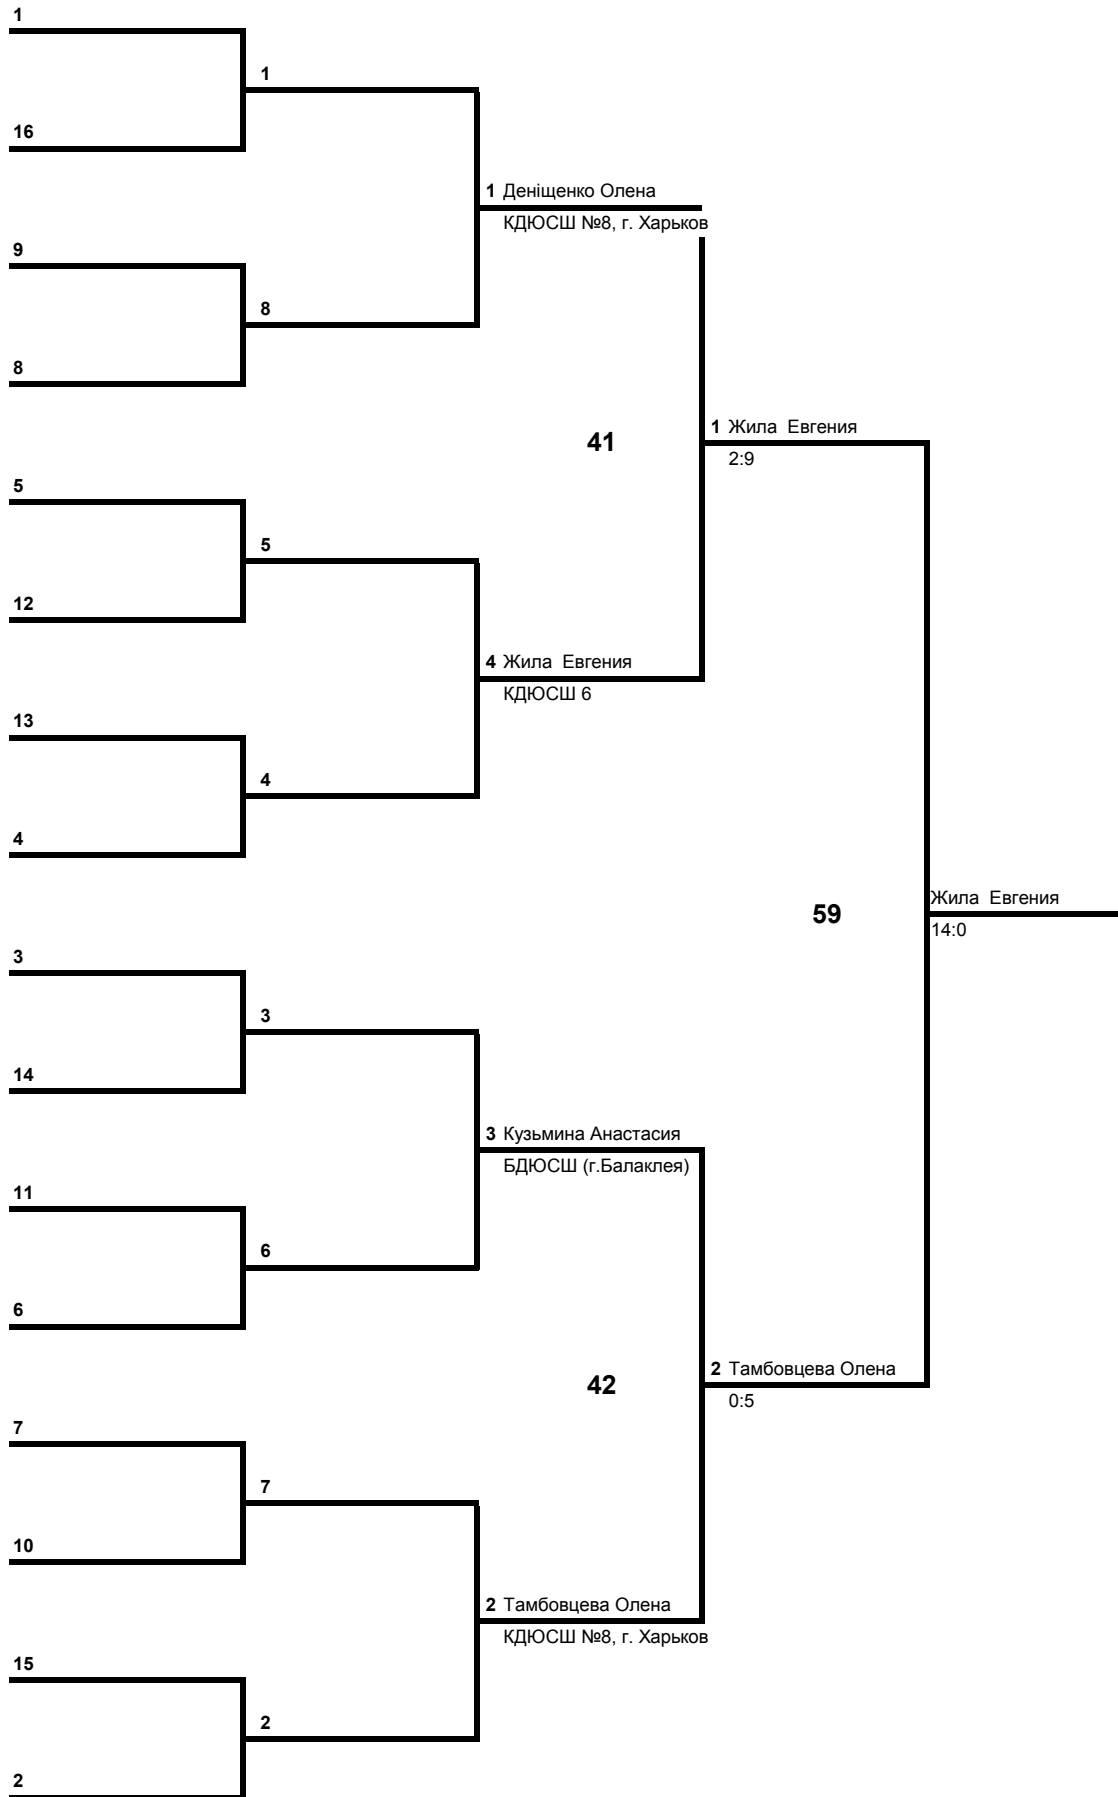 1
1
16
1 Деніщенко Олена
КДЮСШ №8, г. Харьков
9
8
8
41
1 Жила Евгения
2:9
5
5
12
4 Жила Евгения
КДЮСШ 6
13
4
4
59
Жила Евгения
14:0
3
3
14
3 Кузьмина Анастасия
БДЮСШ (г.Балаклея)
11
6
6
42
2 Тамбовцева Олена
0:5
7
7
10
2 Тамбовцева Олена
КДЮСШ №8, г. Харьков
15
2
2